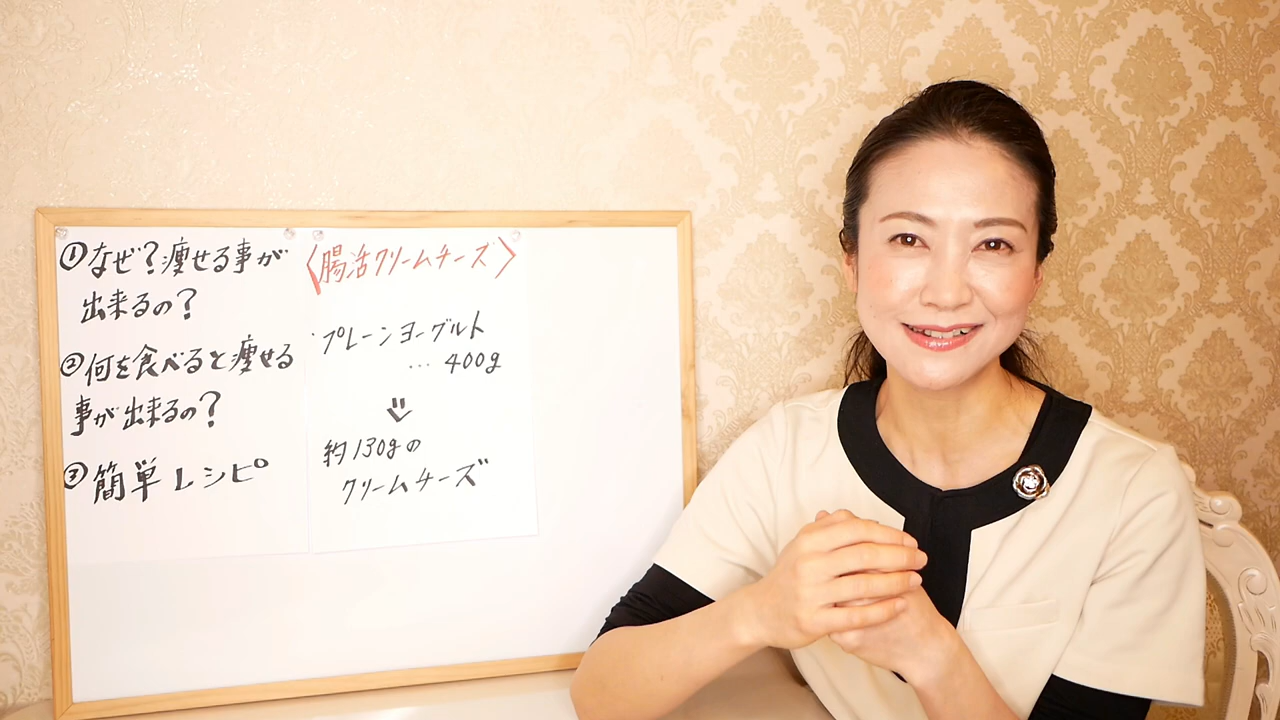 ①なぜ?痩せる事が
出来るの?
②何を食べると痩せる
事が出来るの?
③簡単レシピ
〈腸活クリームチーズ〉
・プレーンヨーグルト
… 400g
⇓
約130gの
クリームチーズ